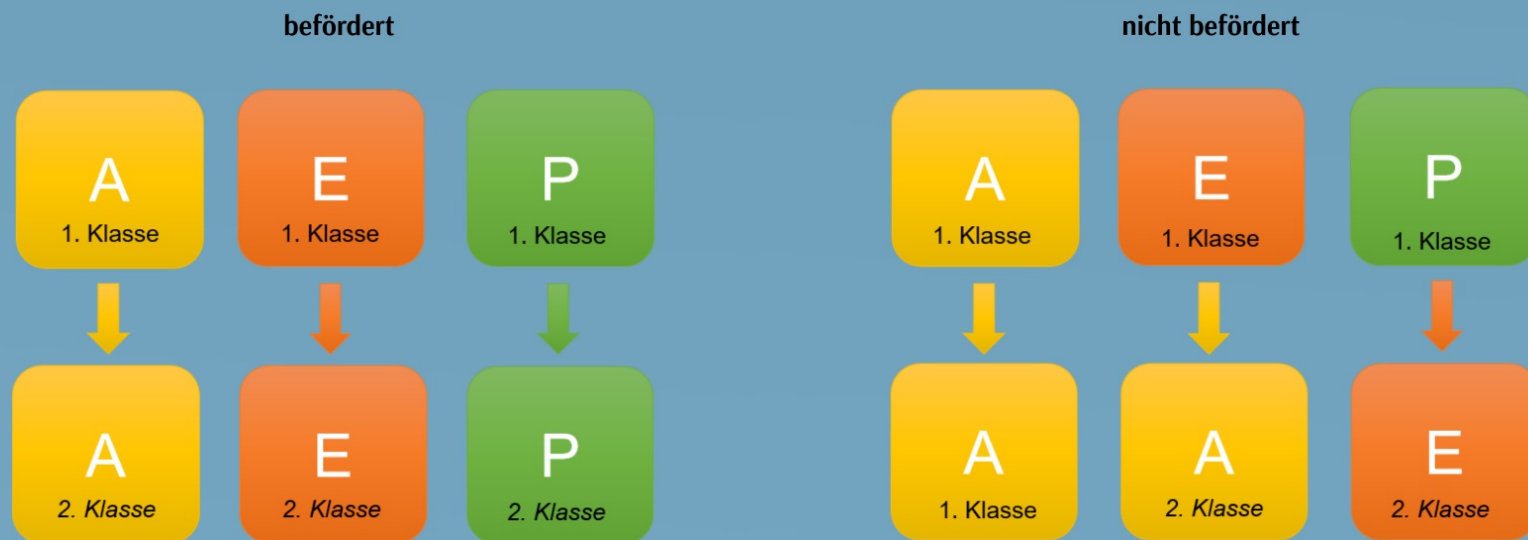 befördert
nicht befördert
A
1. Klasse
E
1. Klasse
P
1. Klasse
A
1. Klasse
E
1. Klasse
P
1. Klasse
A
2. Klasse
E
2. Klasse
P
2. Klasse
A
1. Klasse
A
2. Klasse
E
2. Klasse